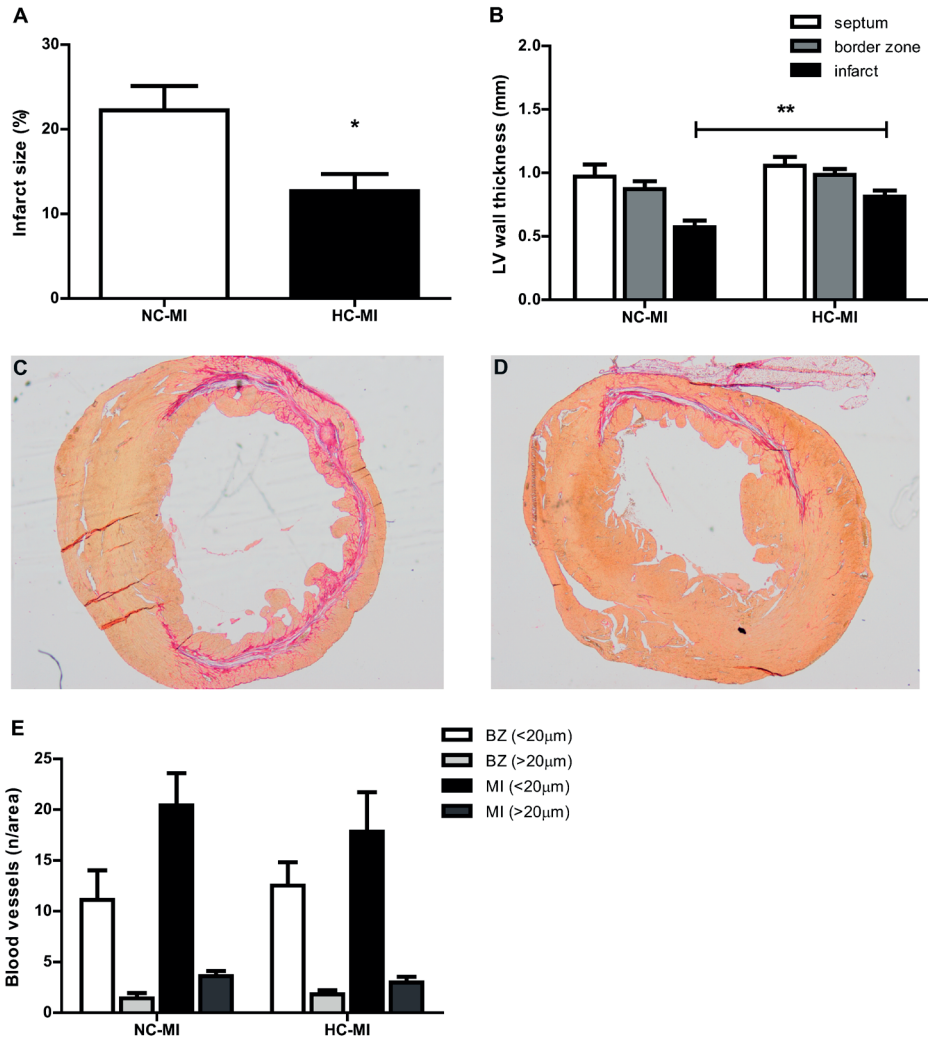 A
Infarct size (%)
30
20
10
0
*
NC-MI
HC-MI
B
septum
border zone
infarct
LV wall thickness (mm)
2.0
1.5
1.0
0.5
0.0
**
NC-MI
HC-MI
C
D
E
BZ (<20μm)
BZ (>20μm)
MI (<20μm)
MI (>20μm)
Blood vessels (n/area)
25
20
15
10
5
0
NC-MI
HC-MI